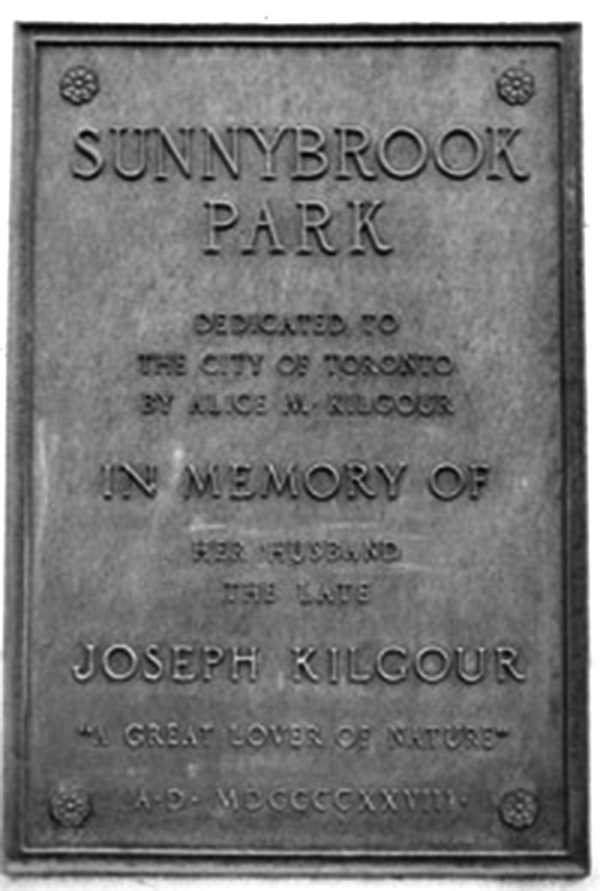 SUNNYBROOK
PARK
DEDICATED TO
THE CITY OF TORONTO
BY ALICE M. KILGOUR
IN MEMORY OF
HER HUSBAND
THE LATE
JOSEPH KILGOUR
"A GREAT LOVER OF NATURE"
A·D· MDCCCCXXVIII·